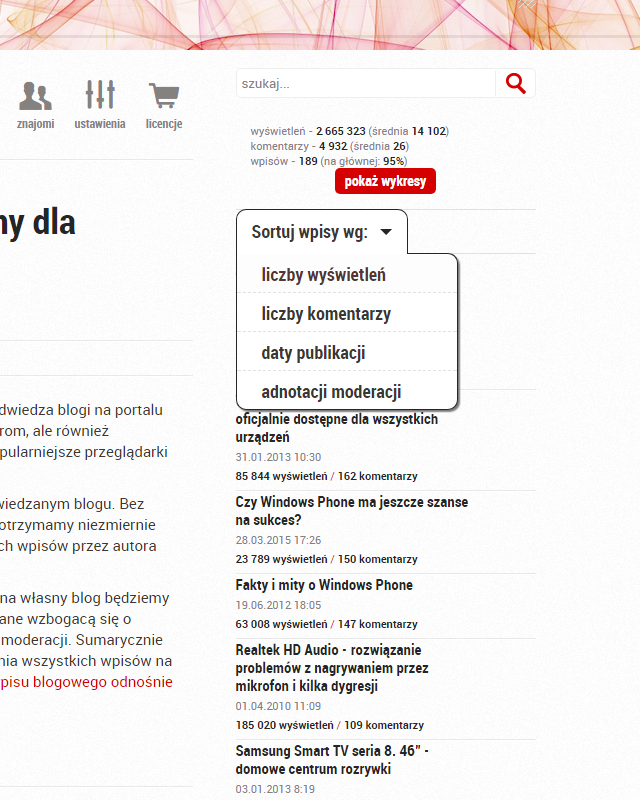 znajomi
ustawienia
licencje
ny dla
dwiedza blogi na portalu
rom, ale również
pularniejsze przeglądarki
wiedzanym blogu. Bez
otrzymamy niezmiernie
ch wpisów przez autora
na własny blog będziemy
ane wzbogacą się o
moderacji. Sumarycznie
nia wszystkich wpisów na
pisu blogowego odnośnie
szukaj...
wyświetleń - 2 665 323 (średnia 14 102)
komentarzy - 4 932 (średnia 26)
wpisów - 189 (na głównej: 95%)
pokaż wykresy
Sortuj wpisy wg:
liczby wyświetleń
liczby komentarzy
daty publikacji
adnotacji moderacji
oficjalnie dostępne dla wszystkich
urządzeń
31.01.2013 10:30
85 844 wyświetleń / 162 komentarzy
Czy Windows Phone ma jeszcze szanse
na sukces?
28.03.2015 17:26
23 789 wyświetleń / 150 komentarzy
Fakty i mity o Windows Phone
19.06.2012 18:05
63 008 wyświetleń / 147 komentarzy
Realtek HD Audio - rozwiązanie
problemów z nagrywaniem przez
mikrofon i kilka dygresji
01.04.2010 11:09
185 020 wyświetleń / 109 komentarzy
Samsung Smart TV seria 8. 46" -
domowe centrum rozrywki
03.01.2013 8:19